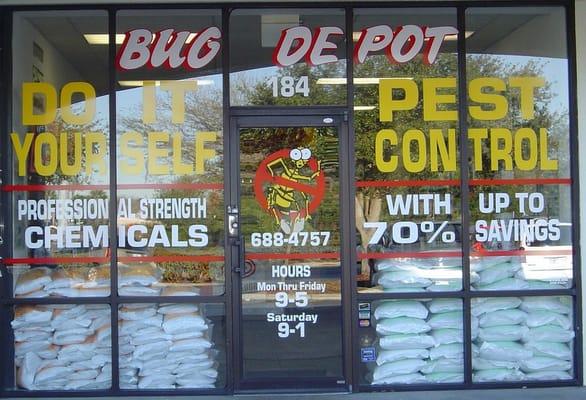 BUG DEPOT
184
DO IT
YOURSELF
PEST
CONTROL
PROFESSIONAL STRENGTH
CHEMICALS
WITH UP TO
70% SAVINGS
688-4757
HOURS
MON THRU FRIDAY
9-5
SATURDAY
9-1